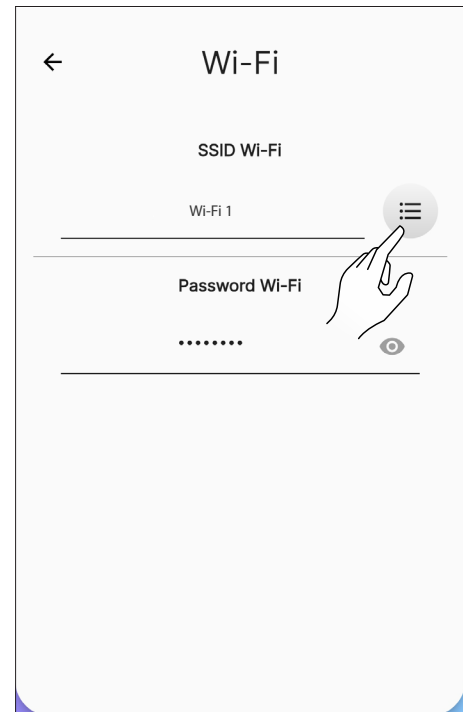 Wi-Fi
SSID Wi-Fi
Wi-Fi 1
Password Wi-Fi
••••••••